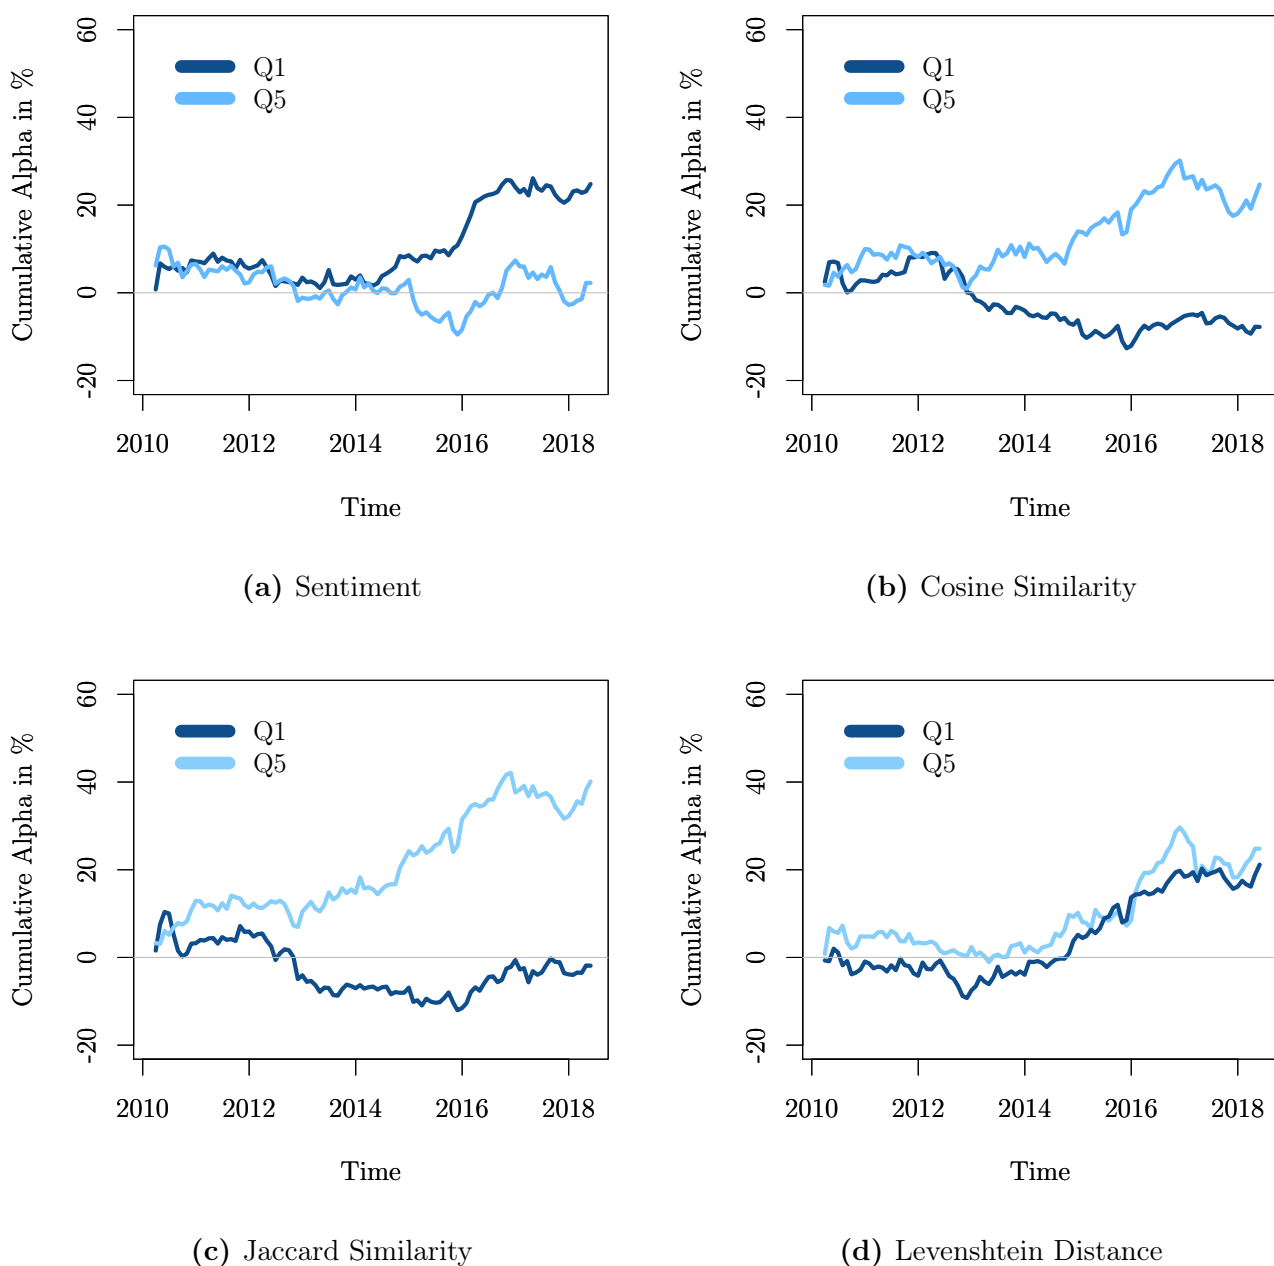 Cumulative Alpha in %
60
40
20
0
-20
Q1
Q5
2010 2012 2014 2016 2018
Time
(a) Sentiment
Cumulative Alpha in %
60
40
20
0
-20
Q1
Q5
2010 2012 2014 2016 2018
Time
(b) Cosine Similarity
Cumulative Alpha in %
60
40
20
0
-20
Q1
Q5
2010 2012 2014 2016 2018
Time
(c) Jaccard Similarity
Cumulative Alpha in %
60
40
20
0
-20
Q1
Q5
2010 2012 2014 2016 2018
Time
(d) Levenshtein Distance